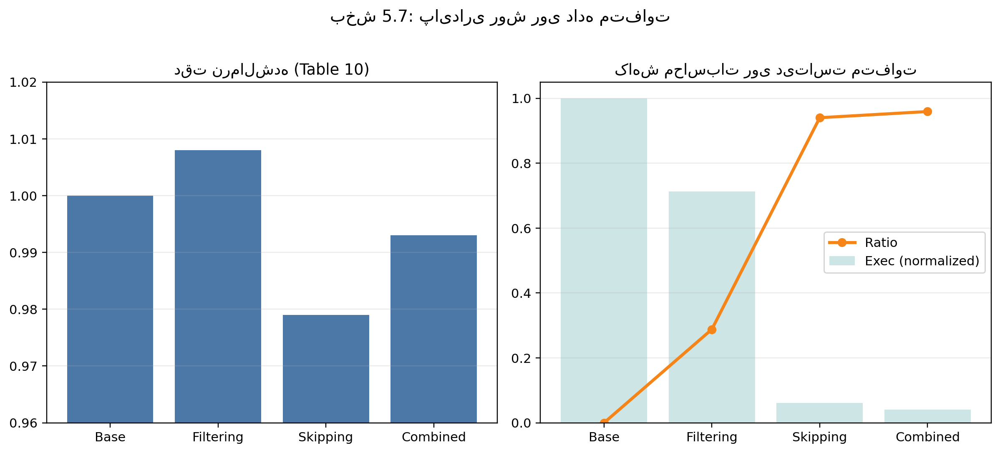 بخش 5.7: پایداری روش روی داده متفاوت
دقت نرمال‌شده (Table 10)
1.02
1.01
1.00
0.99
0.98
0.97
0.96
Base Filtering Skipping Combined
کاهش محاسبات روی دیتاست متفاوت
1.0
0.8
0.6
0.4
0.2
0.0
Ratio
Exec (normalized)
Base Filtering Skipping Combined